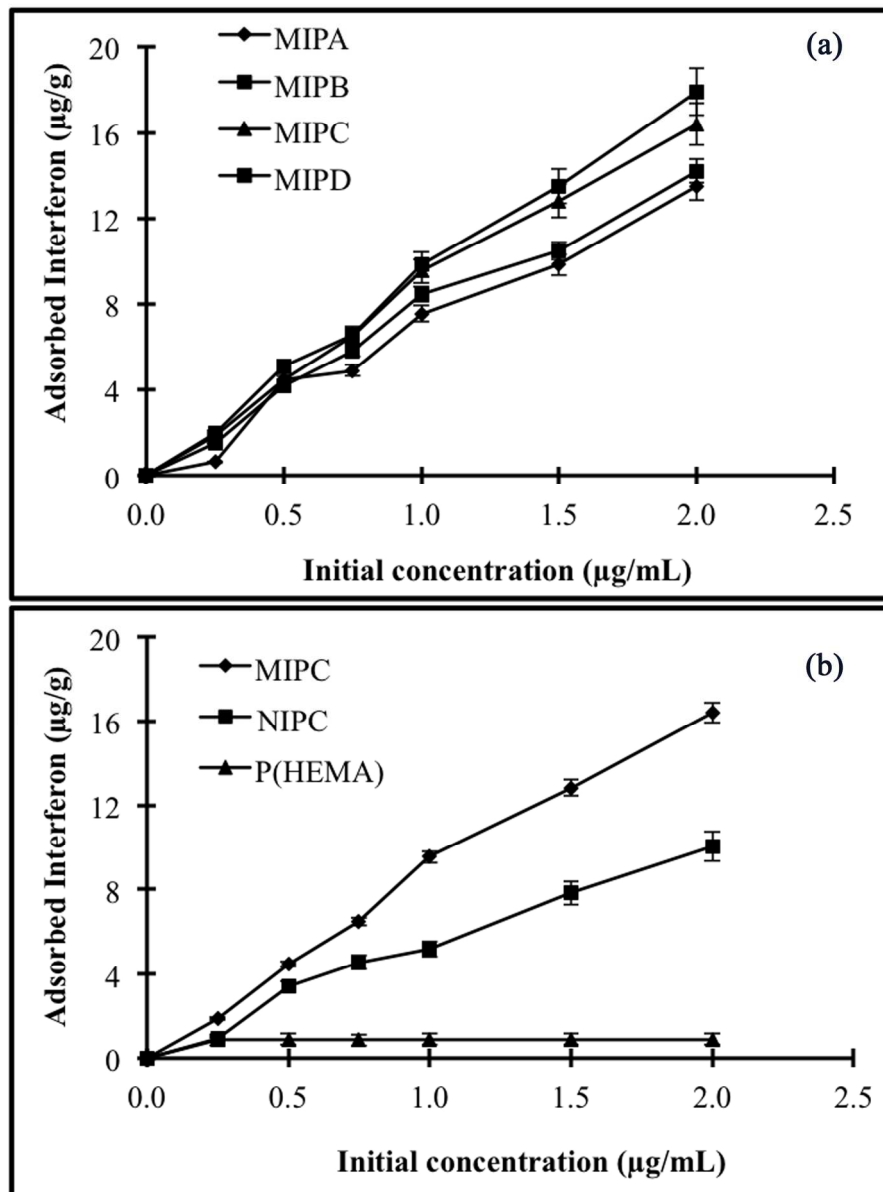 (a)
MIPA
MIPB
MIPC
MIPD
Adsorbed Interferon (µg/g)
20
16
12
8
4
0
0.0 0.5 1.0 1.5 2.0 2.5
Initial concentration (µg/mL)
(b)
MIPC
NIPC
P(HEMA)
Adsorbed Interferon (µg/g)
20
16
12
8
4
0
0.0 0.5 1.0 1.5 2.0 2.5
Initial concentration (µg/mL)